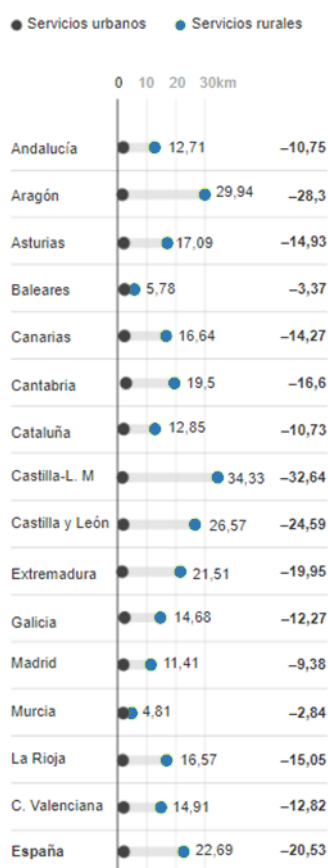 Servicios urbanos Servicios rurales
0 10 20 30km
Andalucía 12,71 –10,75
Aragón 29,94 –28,3
Asturias 17,09 –14,93
Baleares 5,78 –3,37
Canarias 16,64 –14,27
Cantabria 19,5 –16,6
Cataluña 12,85 –10,73
Castilla-L. M 34,33 –32,64
Castilla y León 26,57 –24,59
Extremadura 21,51 –19,95
Galicia 14,68 –12,27
Madrid 11,41 –9,38
Murcia 4,81 –2,84
La Rioja 16,57 –15,05
C. Valenciana 14,91 –12,82
España 22,69 –20,53